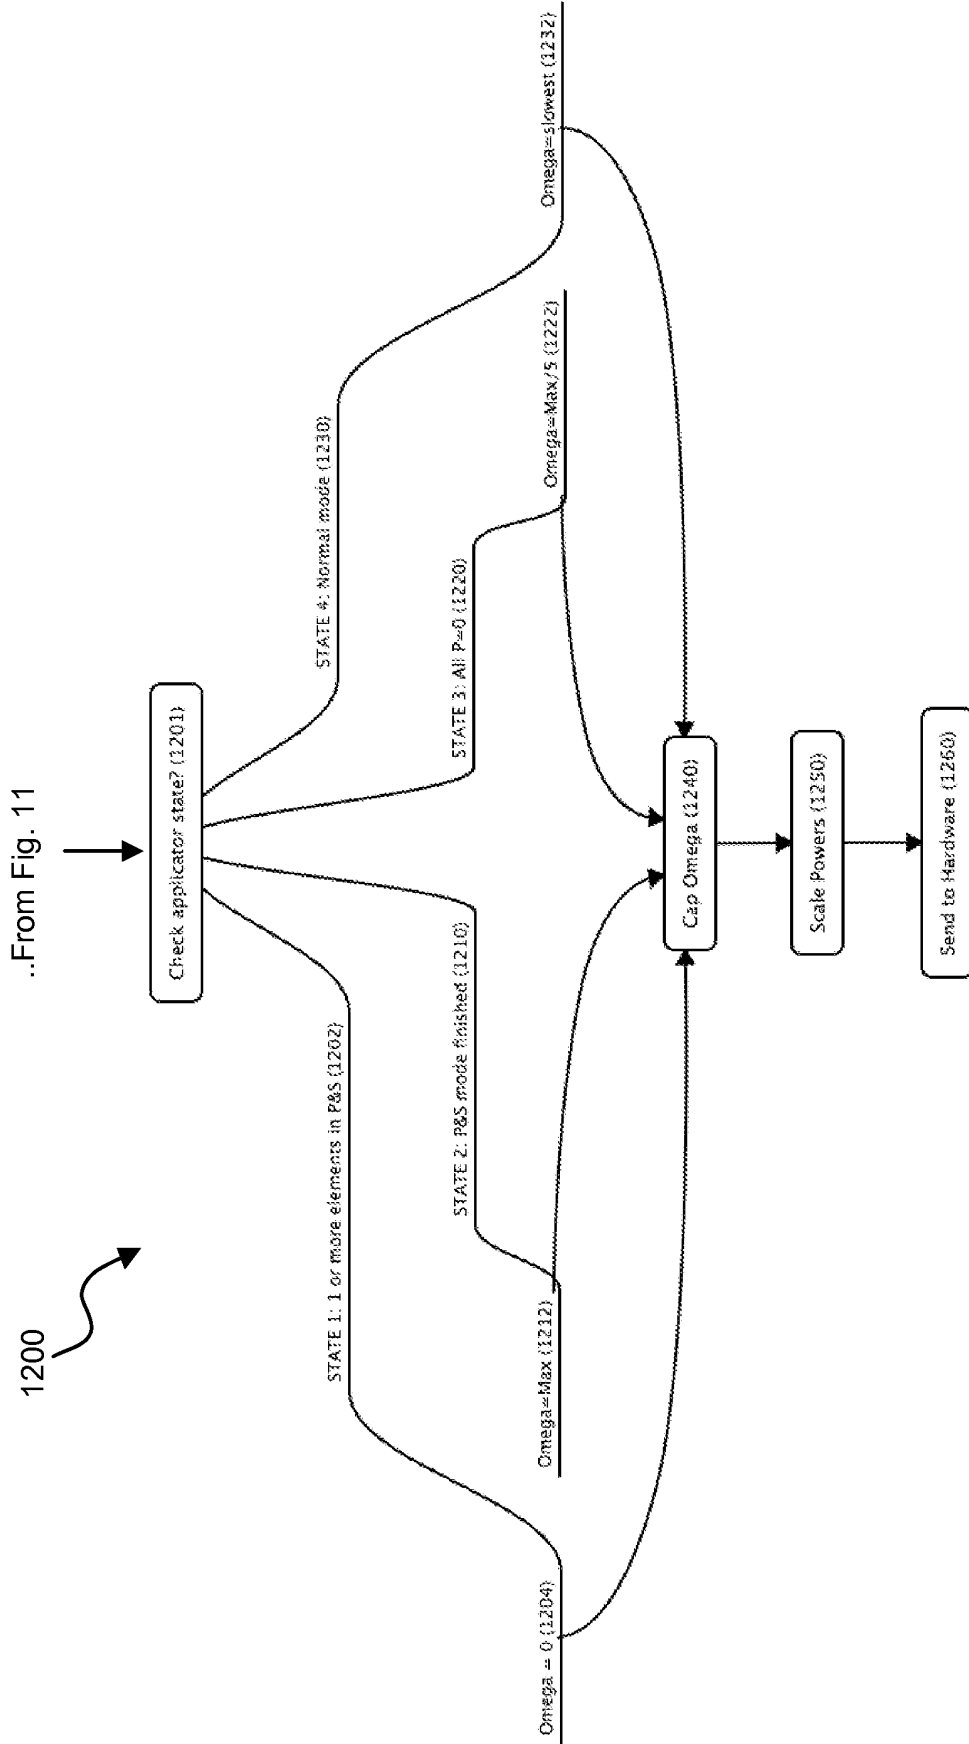 ..From Fig. 11
1200
Check applicator state? (1201)
STATE 1: 1 or more elements in P&S (1202)
STATE 2: P&S mode finished (1210)
STATE 3: All P=0 (1220)
STATE 4: Normal mode (1230)
Omega = 0 (1204)
Omega=Max (1212)
Omega=Max/5 (1222)
Omega=slowest (1232)
Cap Omega (1240)
Scale Powers (1250)
Send to Hardware (1260)